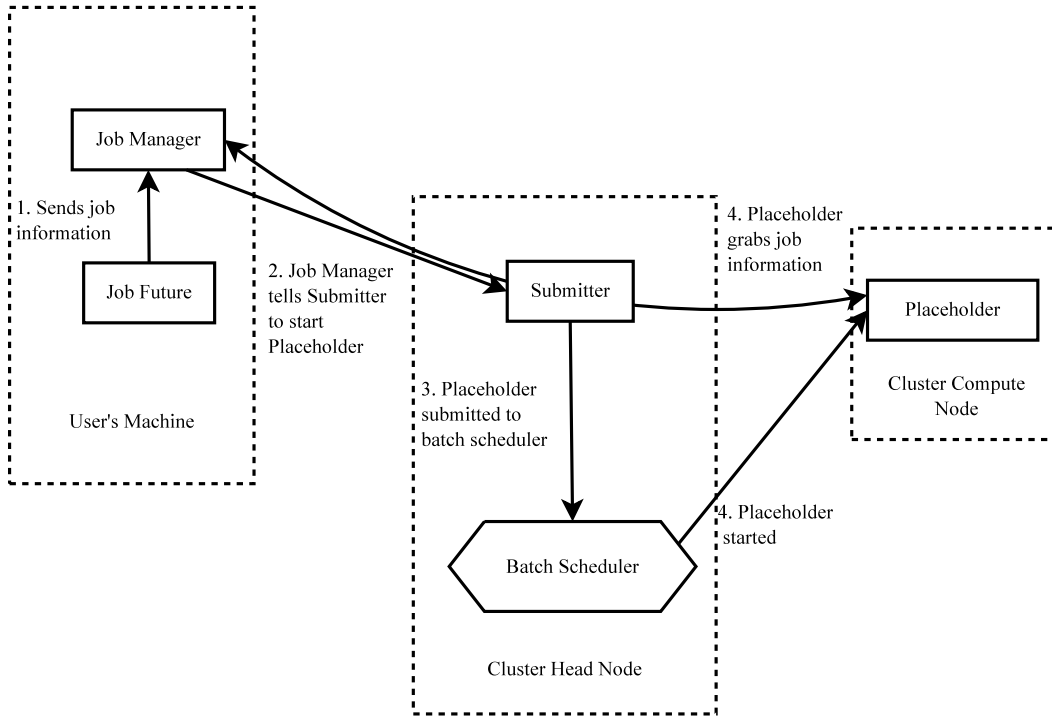 Job Manager
1. Sends job
information
Job Future
2. Job Manager
tells Submitter
to start
Placeholder
User's Machine
Submitter
3. Placeholder
submitted to
batch scheduler
Batch Scheduler
Cluster Head Node
4. Placeholder
grabs job
information
Placeholder
Cluster Compute
Node
4. Placeholder
started